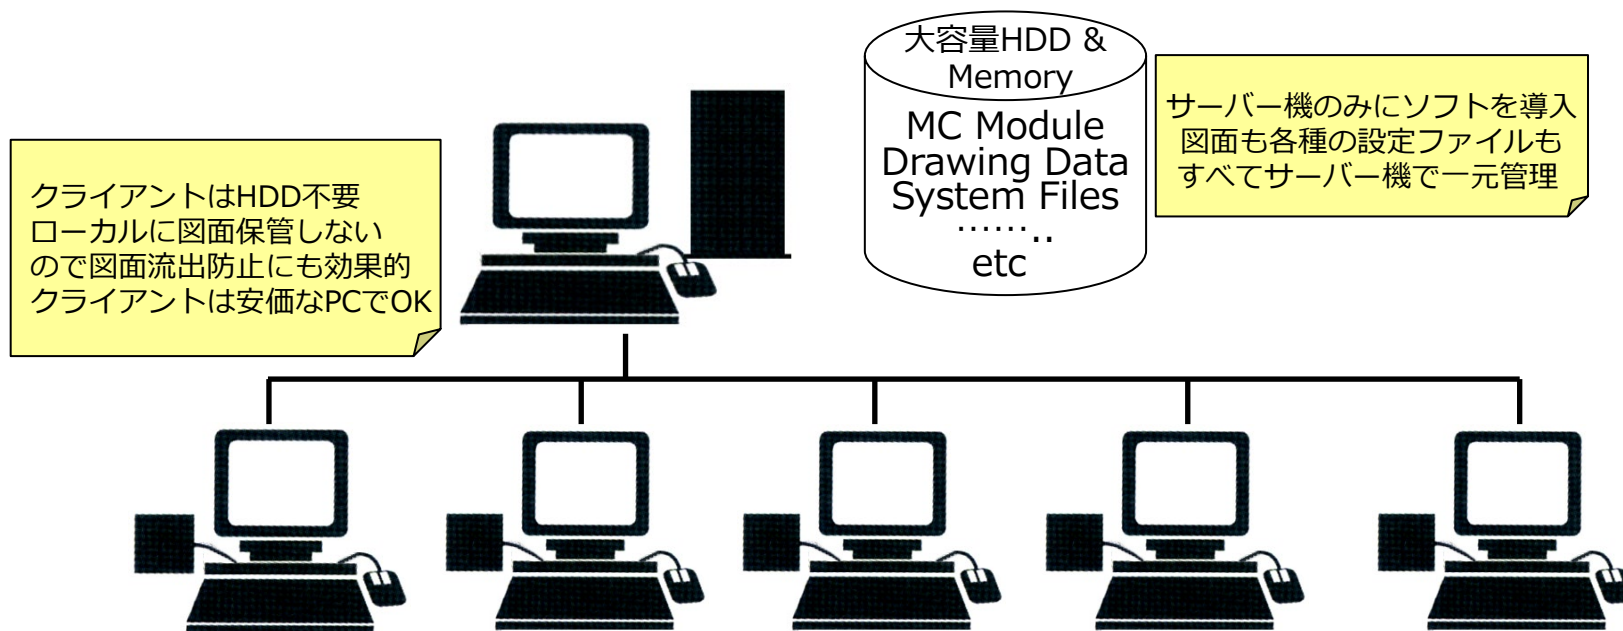 大容量HDD &
Memory
MC Module
Drawing Data
System Files
……..
etc
サーバー機のみにソフトを導入
図面も各種の設定ファイルも
すべてサーバー機で一元管理
クライアントはHDD不要
ローカルに図面保管しない
ので図面流出防止にも効果的
クライアントは安価なPCでOK